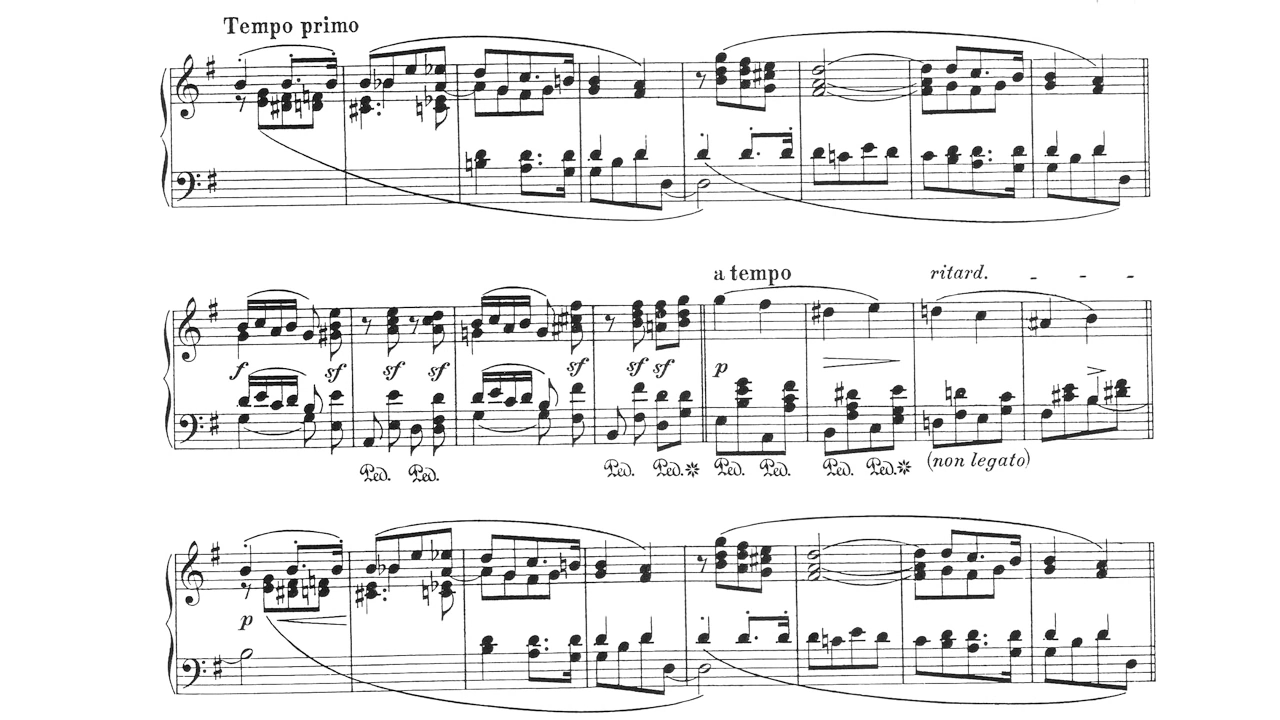 Tempo primo
a tempo ritard.
f sf sf sf sf sf sf p
Ped. Ped. Ped. Ped. Ped. Ped. Ped. Ped. (non legato)
p